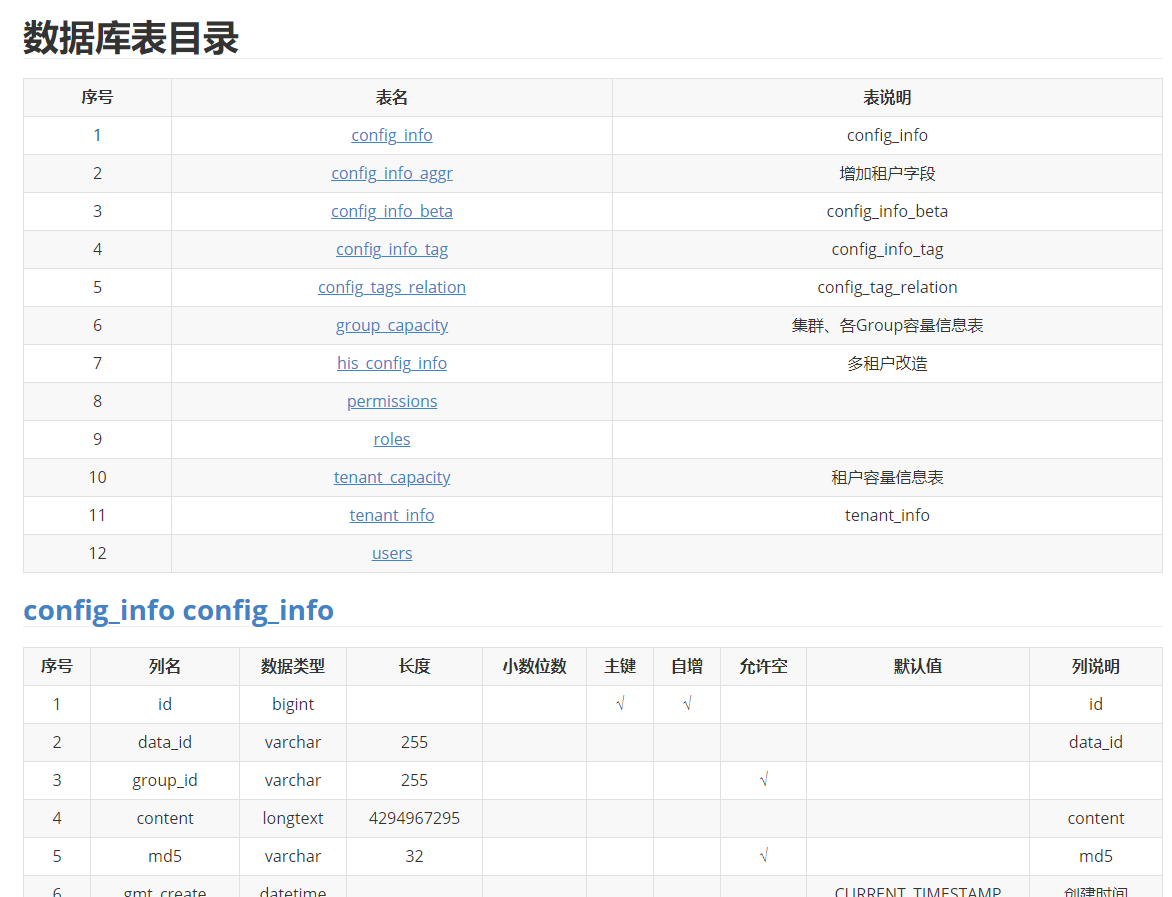 数据库表目录
序号 表名 表说明
1 config_info config_info
2 config_info_aggr 增加租户字段
3 config_info_beta config_info_beta
4 config_info_tag config_info_tag
5 config_tags_relation config_tag_relation
6 group_capacity 集群、各Group容量信息表
7 his_config_info 多租户改造
8 permissions
9 roles
10 tenant_capacity 租户容量信息表
11 tenant_info tenant_info
12 users
config_info config_info
序号 列名 数据类型 长度 小数位数 主键 自增 允许空 默认值 列说明
1 id bigint √ √ id
2 data_id varchar 255 data_id
3 group_id varchar 255 √
4 content longtext 4294967295 content
5 md5 varchar 32 √ md5
6 gmt_create datetime CURRENT_TIMESTAMP 创建时间